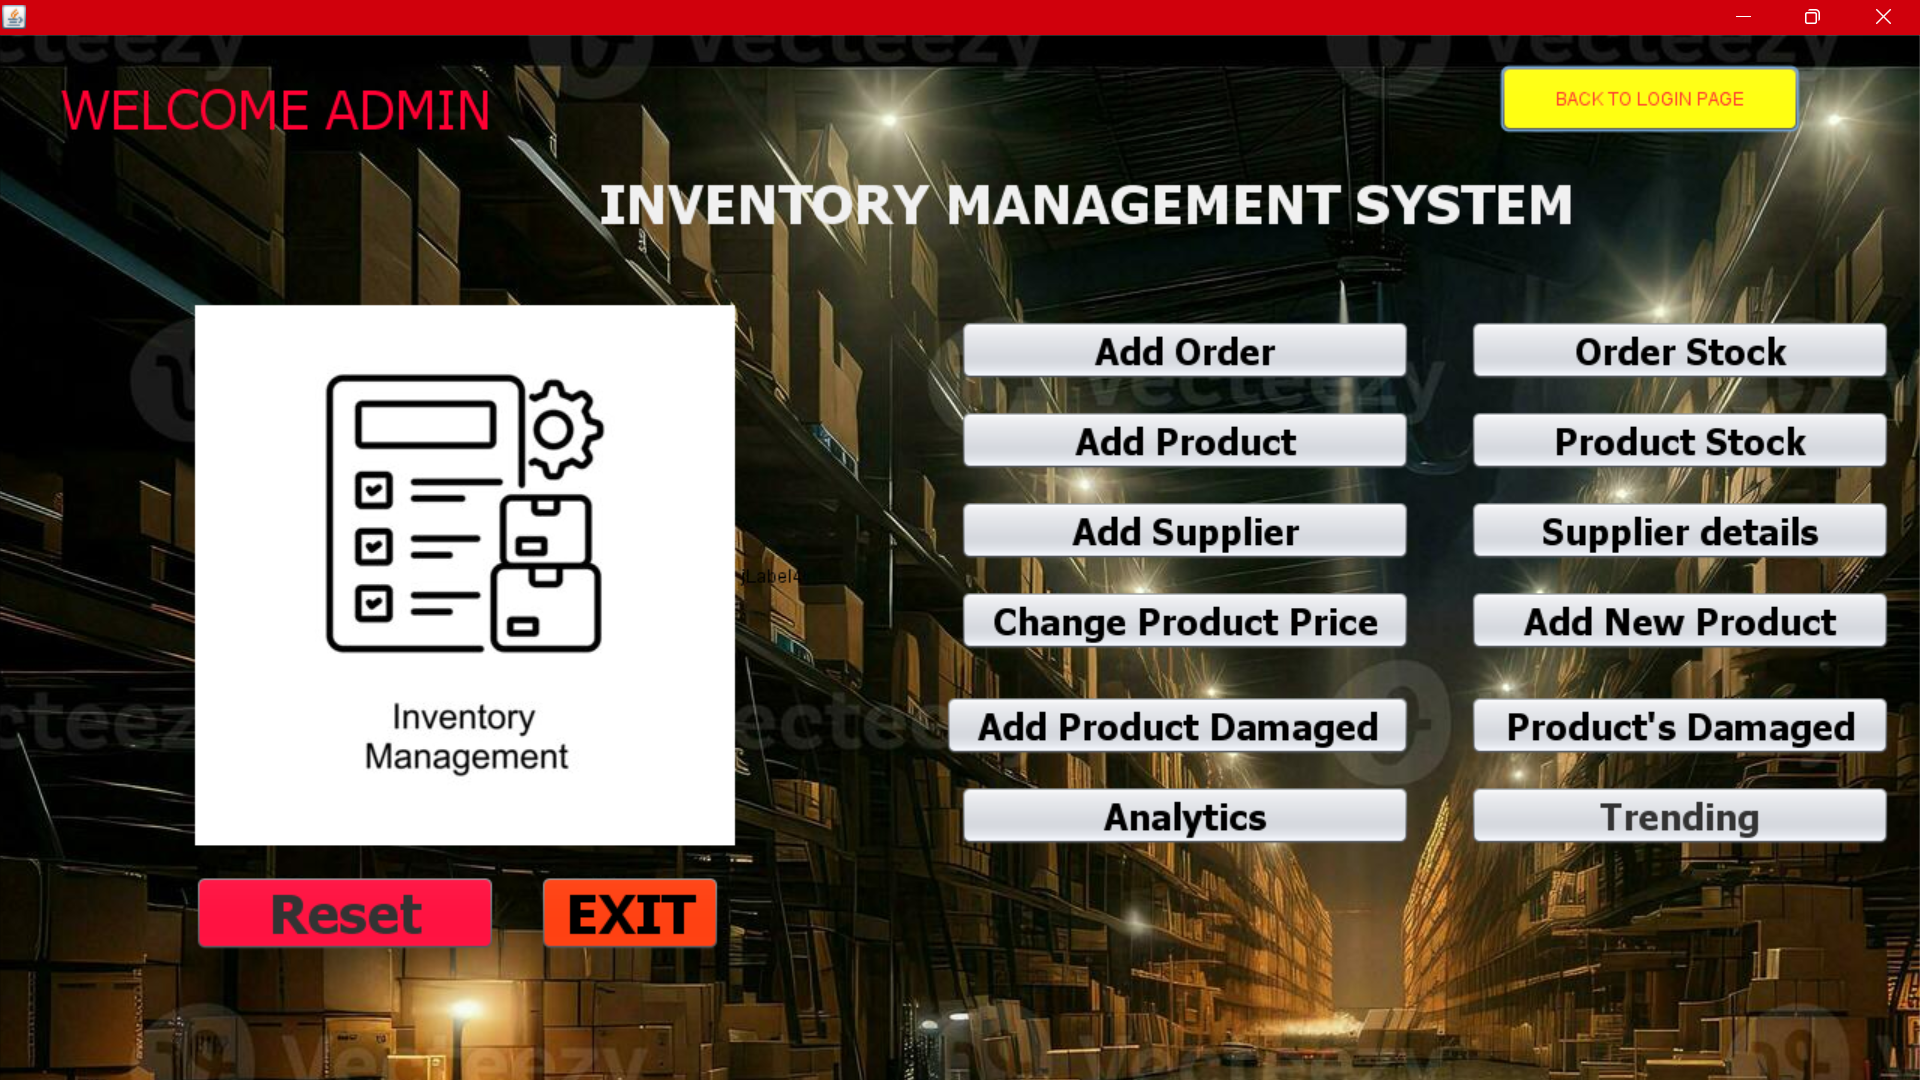 WELCOME ADMIN
BACK TO LOGIN PAGE
INVENTORY MANAGEMENT SYSTEM
Add Order
Order Stock
Add Product
Product Stock
Add Supplier
Supplier details
jLabel4
Change Product Price
Add New Product
Inventory
Management
Add Product Damaged
Product's Damaged
Analytics
Trending
Reset
EXIT
vecteezy